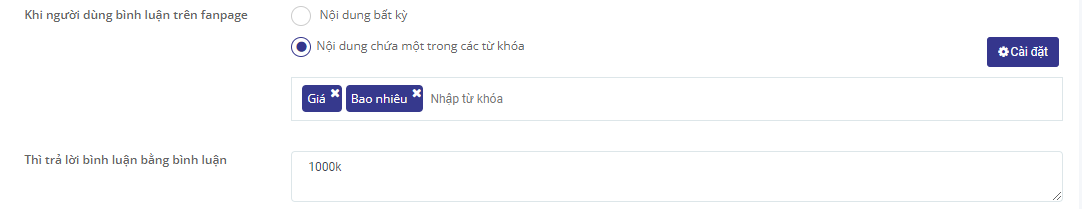 Khi người dùng bình luận trên fanpage
Nội dung bất kỳ
Nội dung chứa một trong các từ khóa
Cài đặt
Giá Bao nhiêu Nhập từ khóa
Thì trả lời bình luận bằng bình luận
1000k